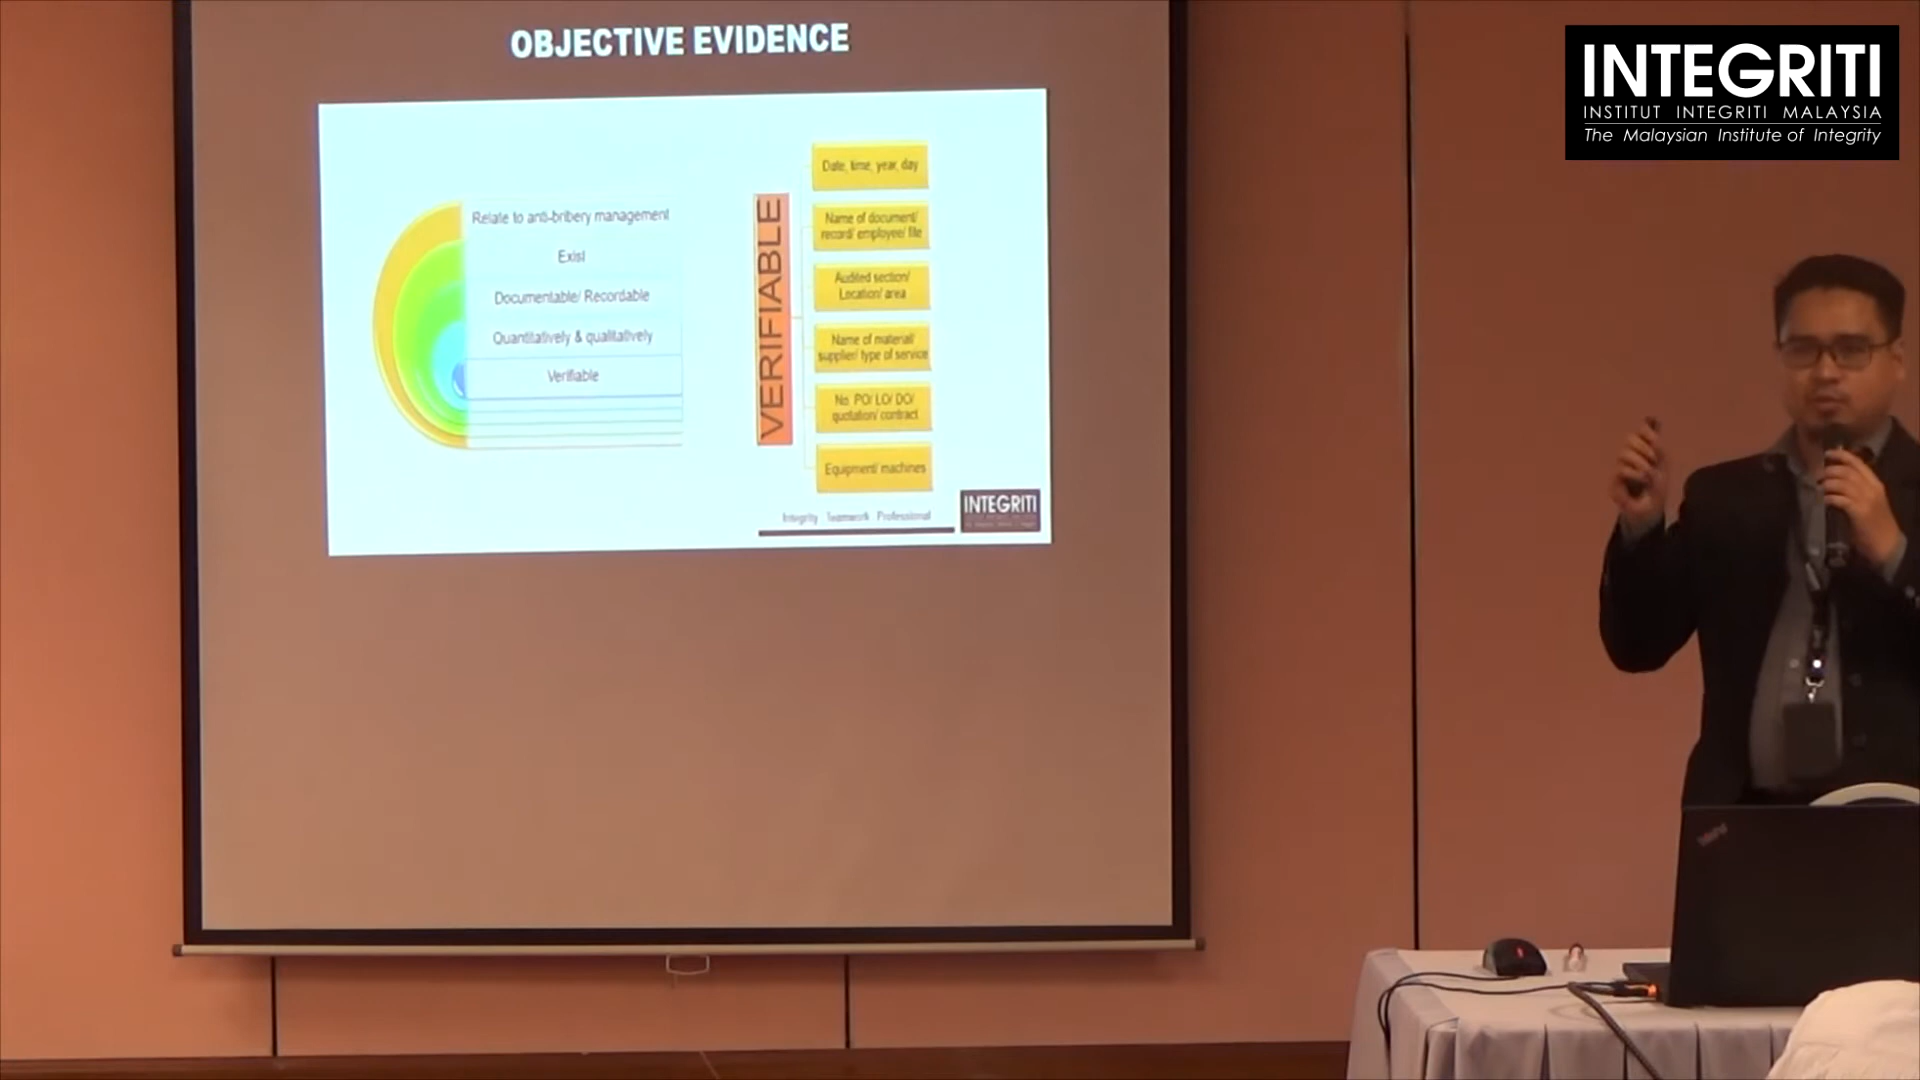 OBJECTIVE EVIDENCE
Relate to anti-bribery management
Exist
Documentable/ Recordable
Quantitatively & qualitatively
Verifiable
VERIFIABLE
Date, time, year, day
Name of document/
record/ employee/ file
Audited section/
Location/ area
Name of material/
supplier/ type of service
No. PO/ LO/ DO/
quotation/ contract
Equipment/ machines
Integrity Teamwork Professional
INTEGRITI
INTEGRITI
INSTITUT INTEGRITI MALAYSIA
The Malaysian Institute of Integrity
ThinkPad